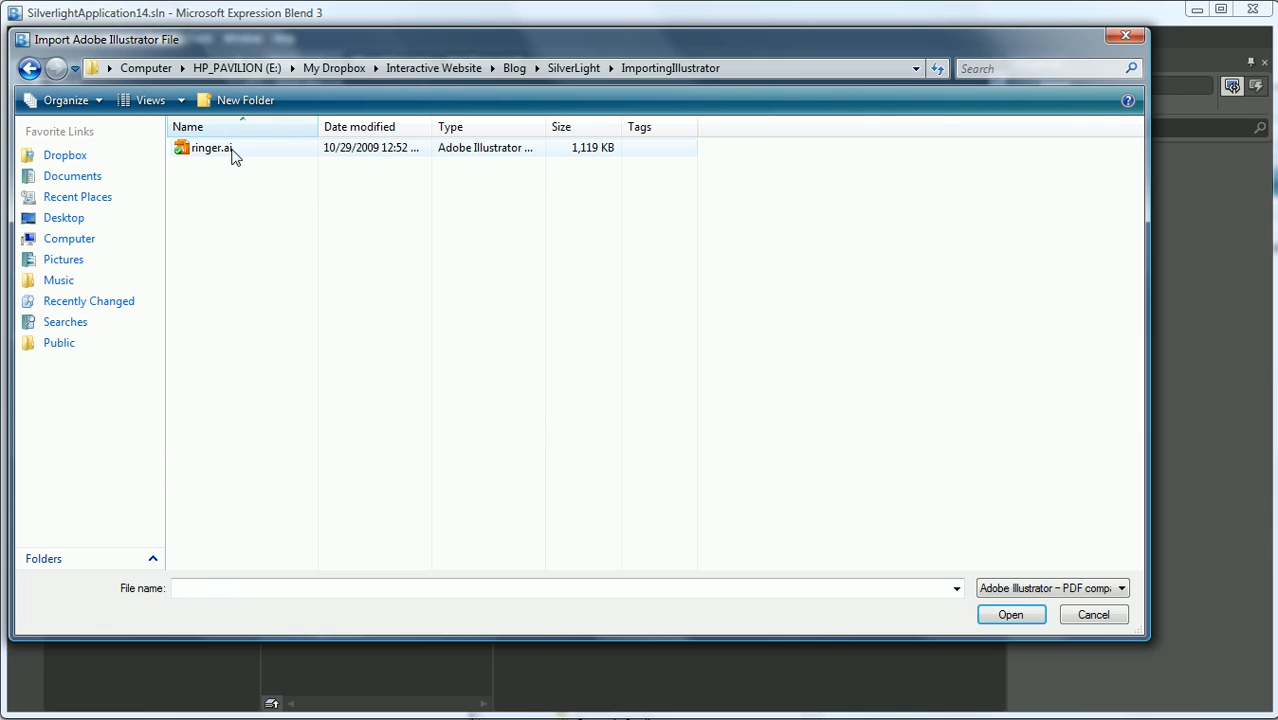 SilverlightApplication14.sln - Microsoft Expression Blend 3
Import Adobe Illustrator File
Computer HP_PAVILION (E:) My Dropbox Interactive Website Blog SilverLight ImportingIllustrator Search
Organize Views New Folder
Favorite Links
Name Date modified Type Size Tags
ringer.ai 10/29/2009 12:52 ... Adobe Illustrator ... 1,119 KB
Dropbox
Documents
Recent Places
Desktop
Computer
Pictures
Music
Recently Changed
Searches
Public
Folders
File name: Adobe Illustrator – PDF compa
Open Cancel